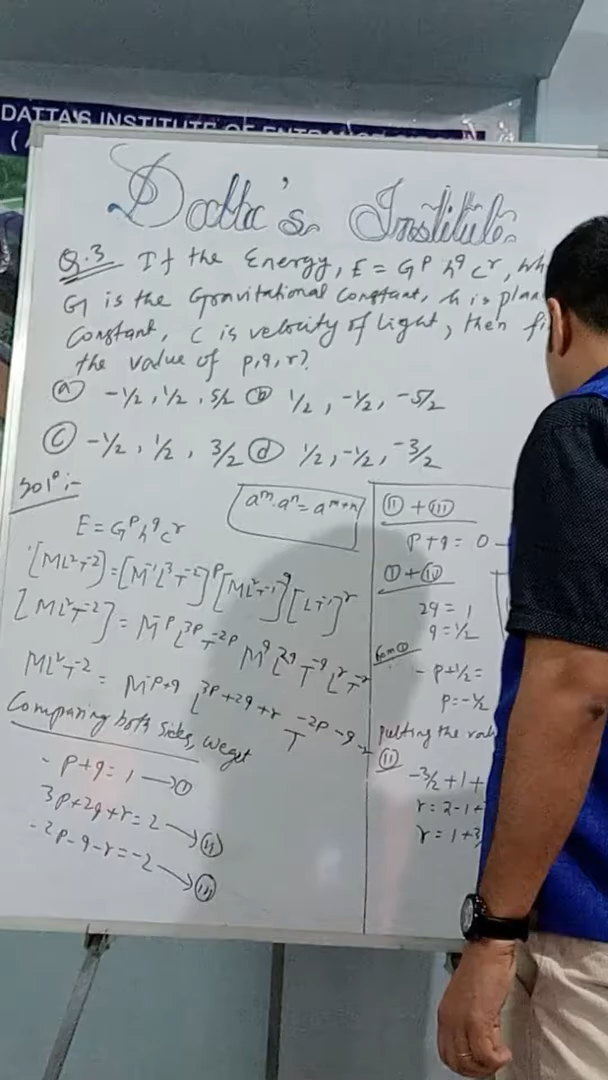 DATTA'S INSTITUTE OF ENTRANCE
Datta's Institute
Q.3 If the Energy, E = G^p h^q c^r,
G is the Gravitational Constant, h is plan
Constant, C is velocity of light, then fi
the value of p,q,r?
(a) -1/2, 1/2, 5/2 (b) 1/2, -1/2, -5/2
(c) -1/2, 1/2, 3/2 (d) 1/2, -1/2, -3/2
Solⁿ:-
a^m·a^n = a^(m+n)
E = G^p h^q c^r
[ML²T⁻²] = [M⁻¹L³T⁻²]^p [ML²T⁻¹]^q [LT⁻¹]^r
[ML²T⁻²] = M^-p L^3p T^-2p M^q L^2q T^-q L^r T^-r
ML²T⁻² = M^-p+q L^3p+2q+r T^-2p-q-r
Comparing both sides, we get
-p+q = 1 → (i)
3p+2q+r = 2 → (ii)
-2p-q-r = -2 → (iii)
(ii) + (iii)
p+q = 0
(i) + (iv)
2q = 1
q = 1/2
from (i)
-p+1/2 =
p = -1/2
putting the val
(ii)
-3/2 + 1 +
r = 2-1+
r = 1+3